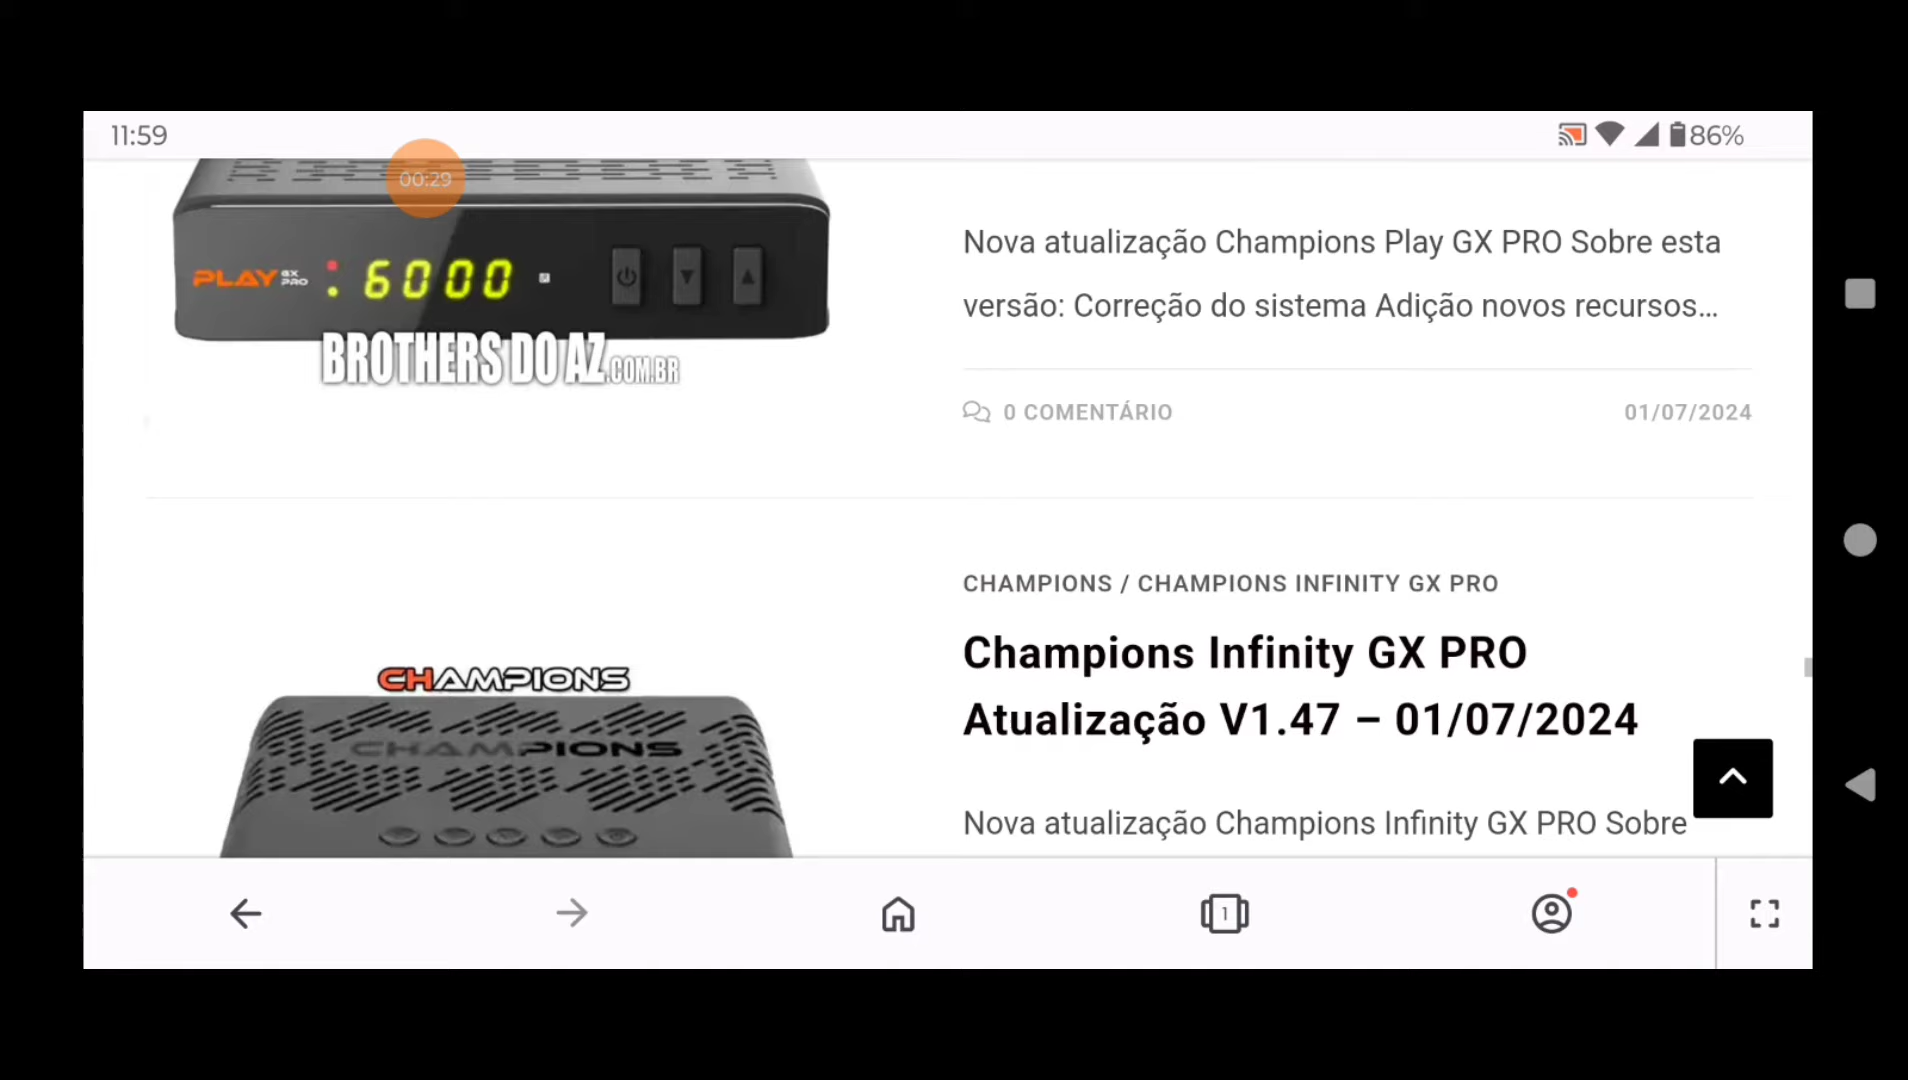 11:59
86%
00:29
PLAY GX PRO
6000
BROTHERS DO AZ.COM.BR
Nova atualização Champions Play GX PRO Sobre esta
versão: Correção do sistema Adição novos recursos...
0 COMENTÁRIO
01/07/2024
CHAMPIONS / CHAMPIONS INFINITY GX PRO
Champions Infinity GX PRO
Atualização V1.47 – 01/07/2024
Nova atualização Champions Infinity GX PRO Sobre
CHAMPIONS
CHAMPIONS
1